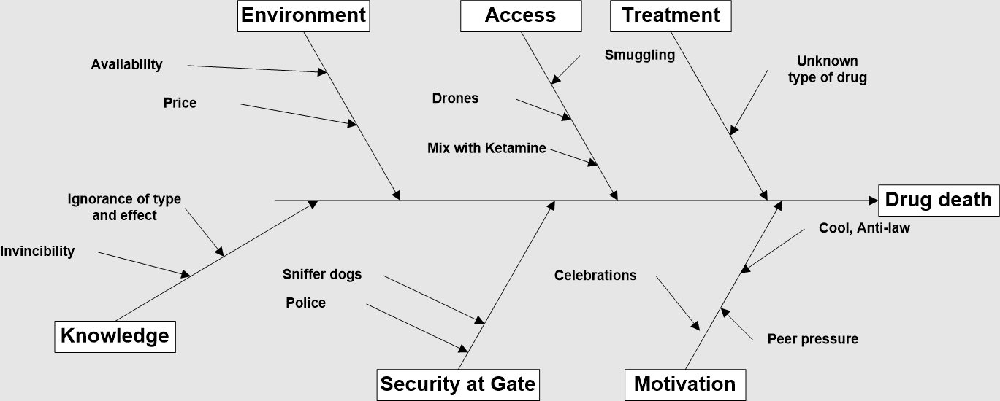 Environment
Access
Treatment
Smuggling
Availability
Unknown
type of drug
Drones
Price
Mix with Ketamine
Ignorance of type
and effect
Drug death
Cool, Anti-law
Invincibility
Sniffer dogs
Celebrations
Police
Knowledge
Peer pressure
Security at Gate
Motivation